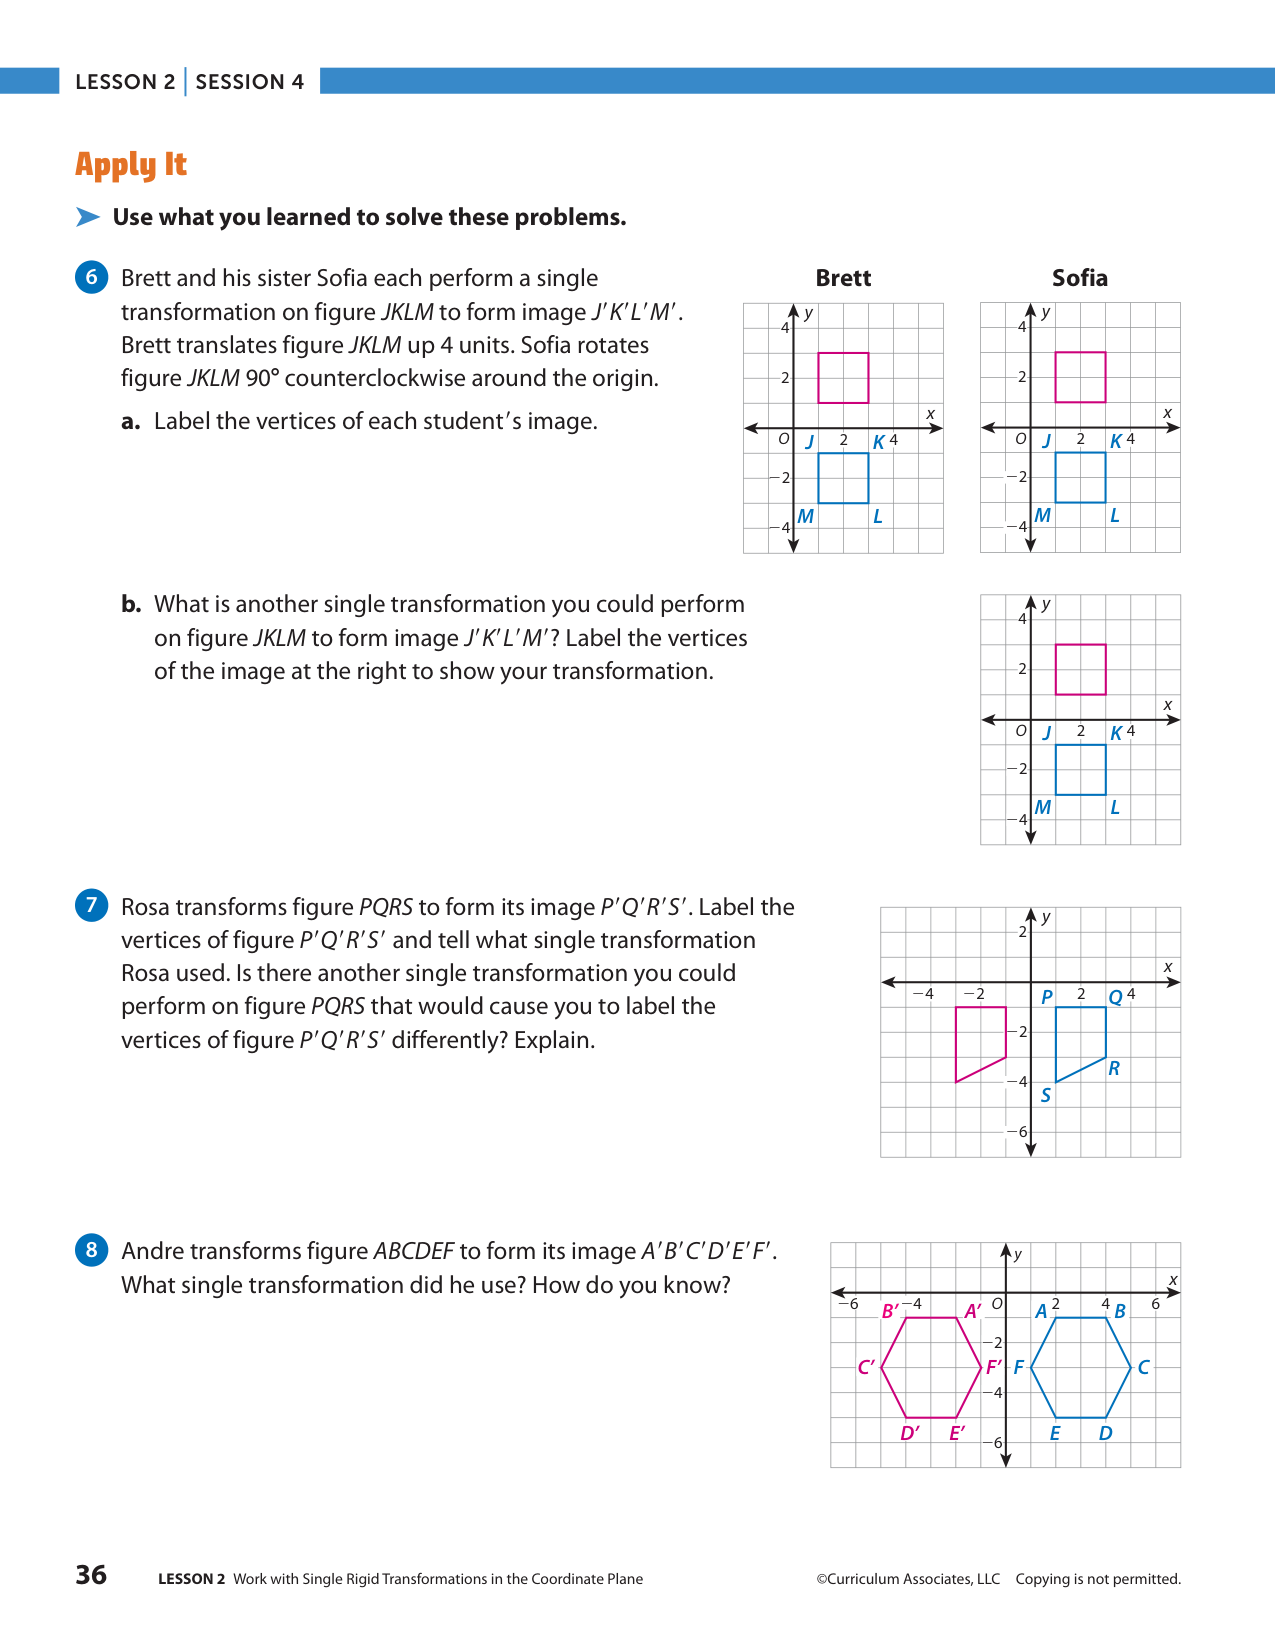 LESSON 2 | SESSION 4
Apply It
Use what you learned to solve these problems.
6 Brett and his sister Sofia each perform a single
transformation on figure JKLM to form image J′K′L′M′.
Brett translates figure JKLM up 4 units. Sofia rotates
figure JKLM 90° counterclockwise around the origin.
a. Label the vertices of each student′s image.
Brett
y
4
2
x
O J 2 K 4
−2
M L
−4
Sofia
y
4
2
x
O J 2 K 4
−2
M L
−4
b. What is another single transformation you could perform
on figure JKLM to form image J′K′L′M′? Label the vertices
of the image at the right to show your transformation.
y
4
2
x
O J 2 K 4
−2
M L
−4
7 Rosa transforms figure PQRS to form its image P′Q′R′S′. Label the
vertices of figure P′Q′R′S′ and tell what single transformation
Rosa used. Is there another single transformation you could
perform on figure PQRS that would cause you to label the
vertices of figure P′Q′R′S′ differently? Explain.
y
2
x
−4 −2 P 2 Q 4
−2
R
−4
S
−6
8 Andre transforms figure ABCDEF to form its image A′B′C′D′E′F′.
What single transformation did he use? How do you know?
y
x
−6 B′ −4 A′ O A 2 4 B 6
−2
C′ F′ F C
−4
D′ E′ E D
−6
36 LESSON 2 Work with Single Rigid Transformations in the Coordinate Plane ©Curriculum Associates, LLC Copying is not permitted.